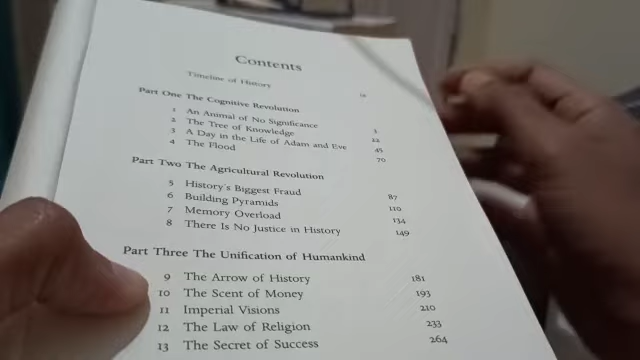 Contents
Timeline of History ix
Part One The Cognitive Revolution
1 An Animal of No Significance 3
2 The Tree of Knowledge 22
3 A Day in the Life of Adam and Eve 45
4 The Flood 70
Part Two The Agricultural Revolution
5 History's Biggest Fraud 87
6 Building Pyramids 110
7 Memory Overload 134
8 There Is No Justice in History 149
Part Three The Unification of Humankind
9 The Arrow of History 181
10 The Scent of Money 193
11 Imperial Visions 210
12 The Law of Religion 233
13 The Secret of Success 264